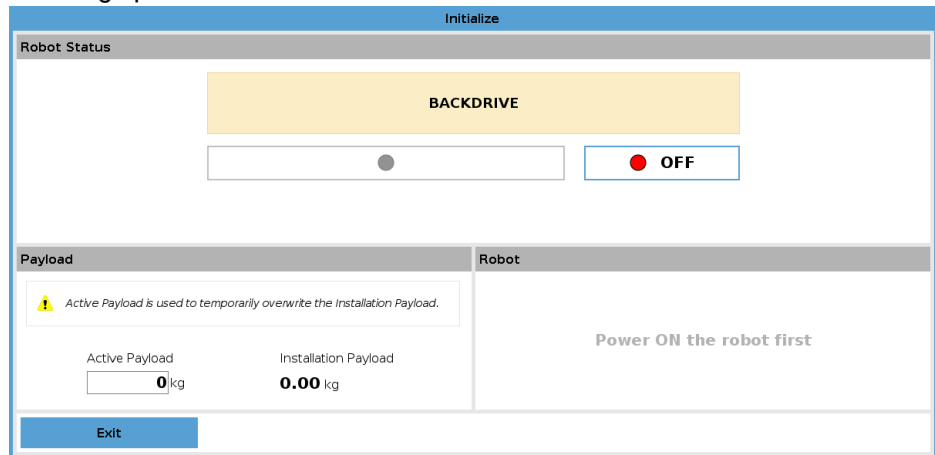 Initialize
Robot Status
BACKDRIVE
OFF
Payload
Robot
Active Payload is used to temporarily overwrite the Installation Payload.
Power ON the robot first
Active Payload
Installation Payload
0 kg
0.00 kg
Exit